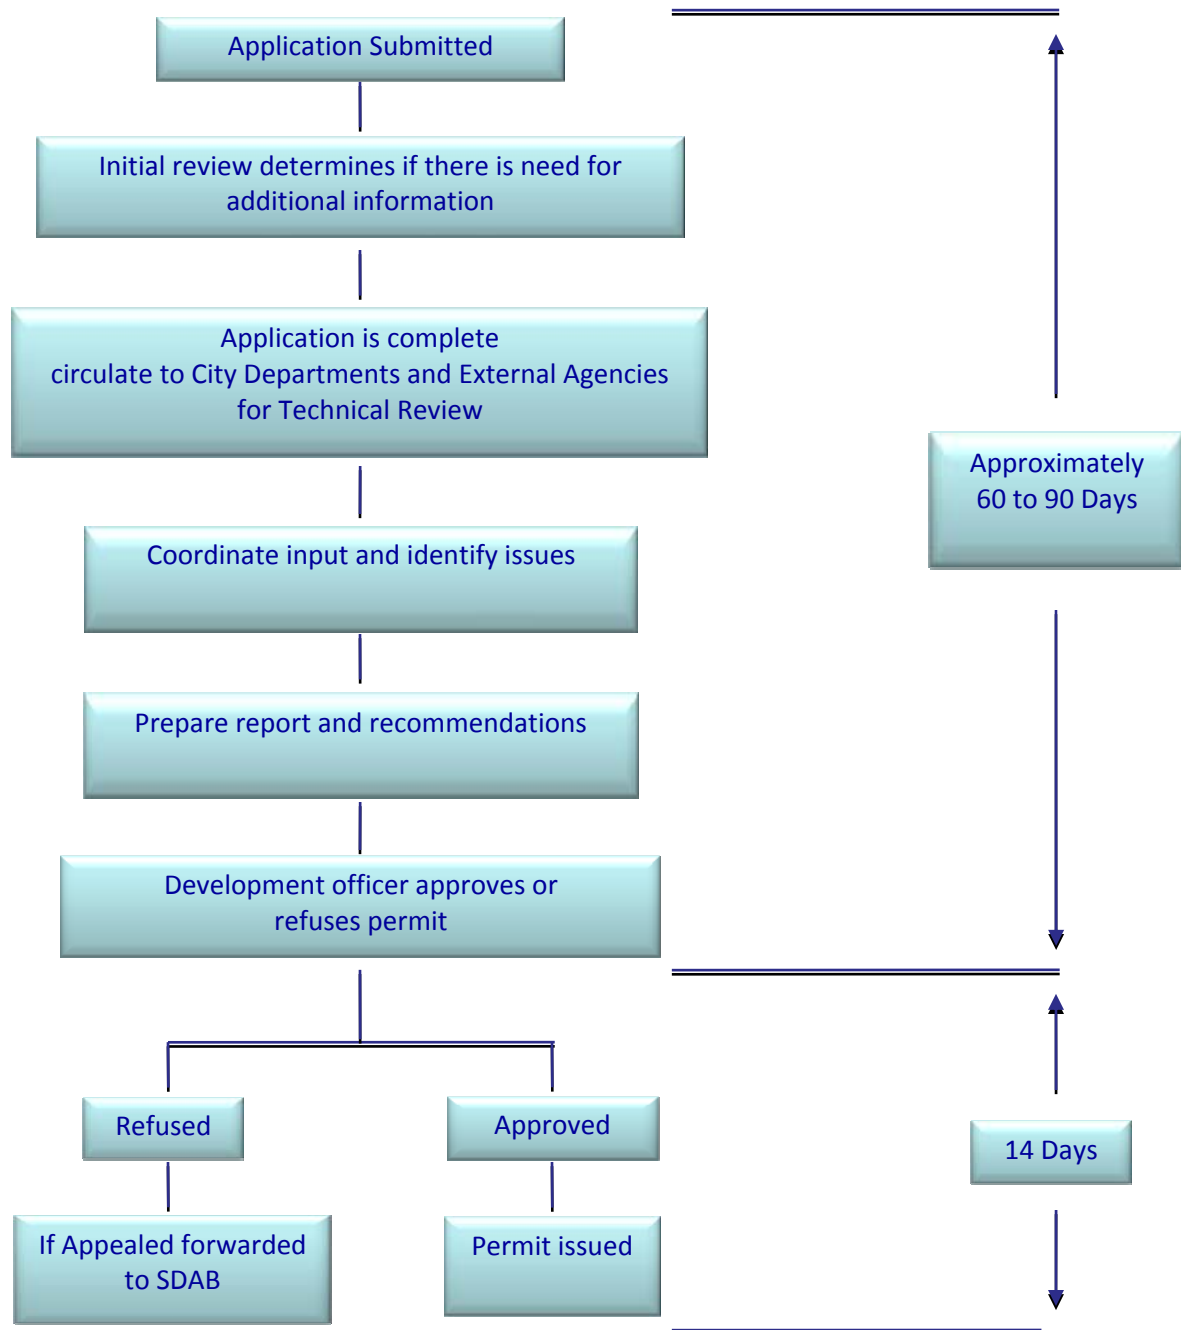 Application Submitted
Initial review determines if there is need for
additional information
Application is complete
circulate to City Departments and External Agencies
for Technical Review
Approximately
60 to 90 Days
Coordinate input and identify issues
Prepare report and recommendations
Development officer approves or
refuses permit
Refused
Approved
14 Days
If Appealed forwarded
to SDAB
Permit issued